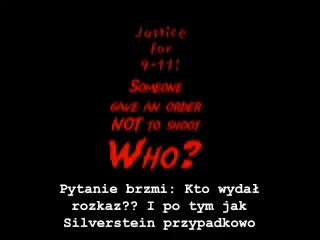 Justice
for
9-11!
Someone
gave an order
NOT to shoot
Who?
Pytanie brzmi: Kto wydał
rozkaz?? I po tym jak
Silverstein przypadkowo